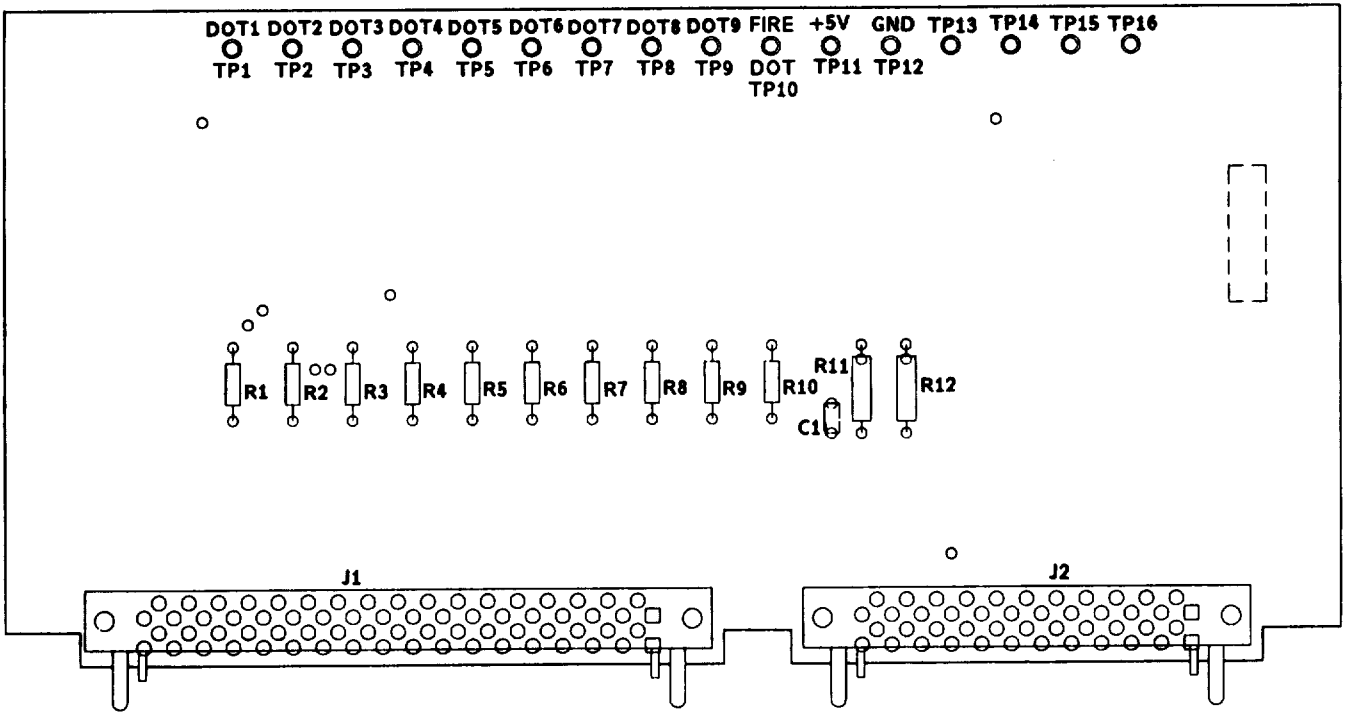 DOT1 DOT2 DOT3 DOT4 DOT5 DOT6 DOT7 DOT8 DOT9 FIRE +5V GND TP13 TP14 TP15 TP16
TP1 TP2 TP3 TP4 TP5 TP6 TP7 TP8 TP9 DOT TP11 TP12
TP10
R1 R2 R3 R4 R5 R6 R7 R8 R9 R10 R11 R12
C1
J1 J2